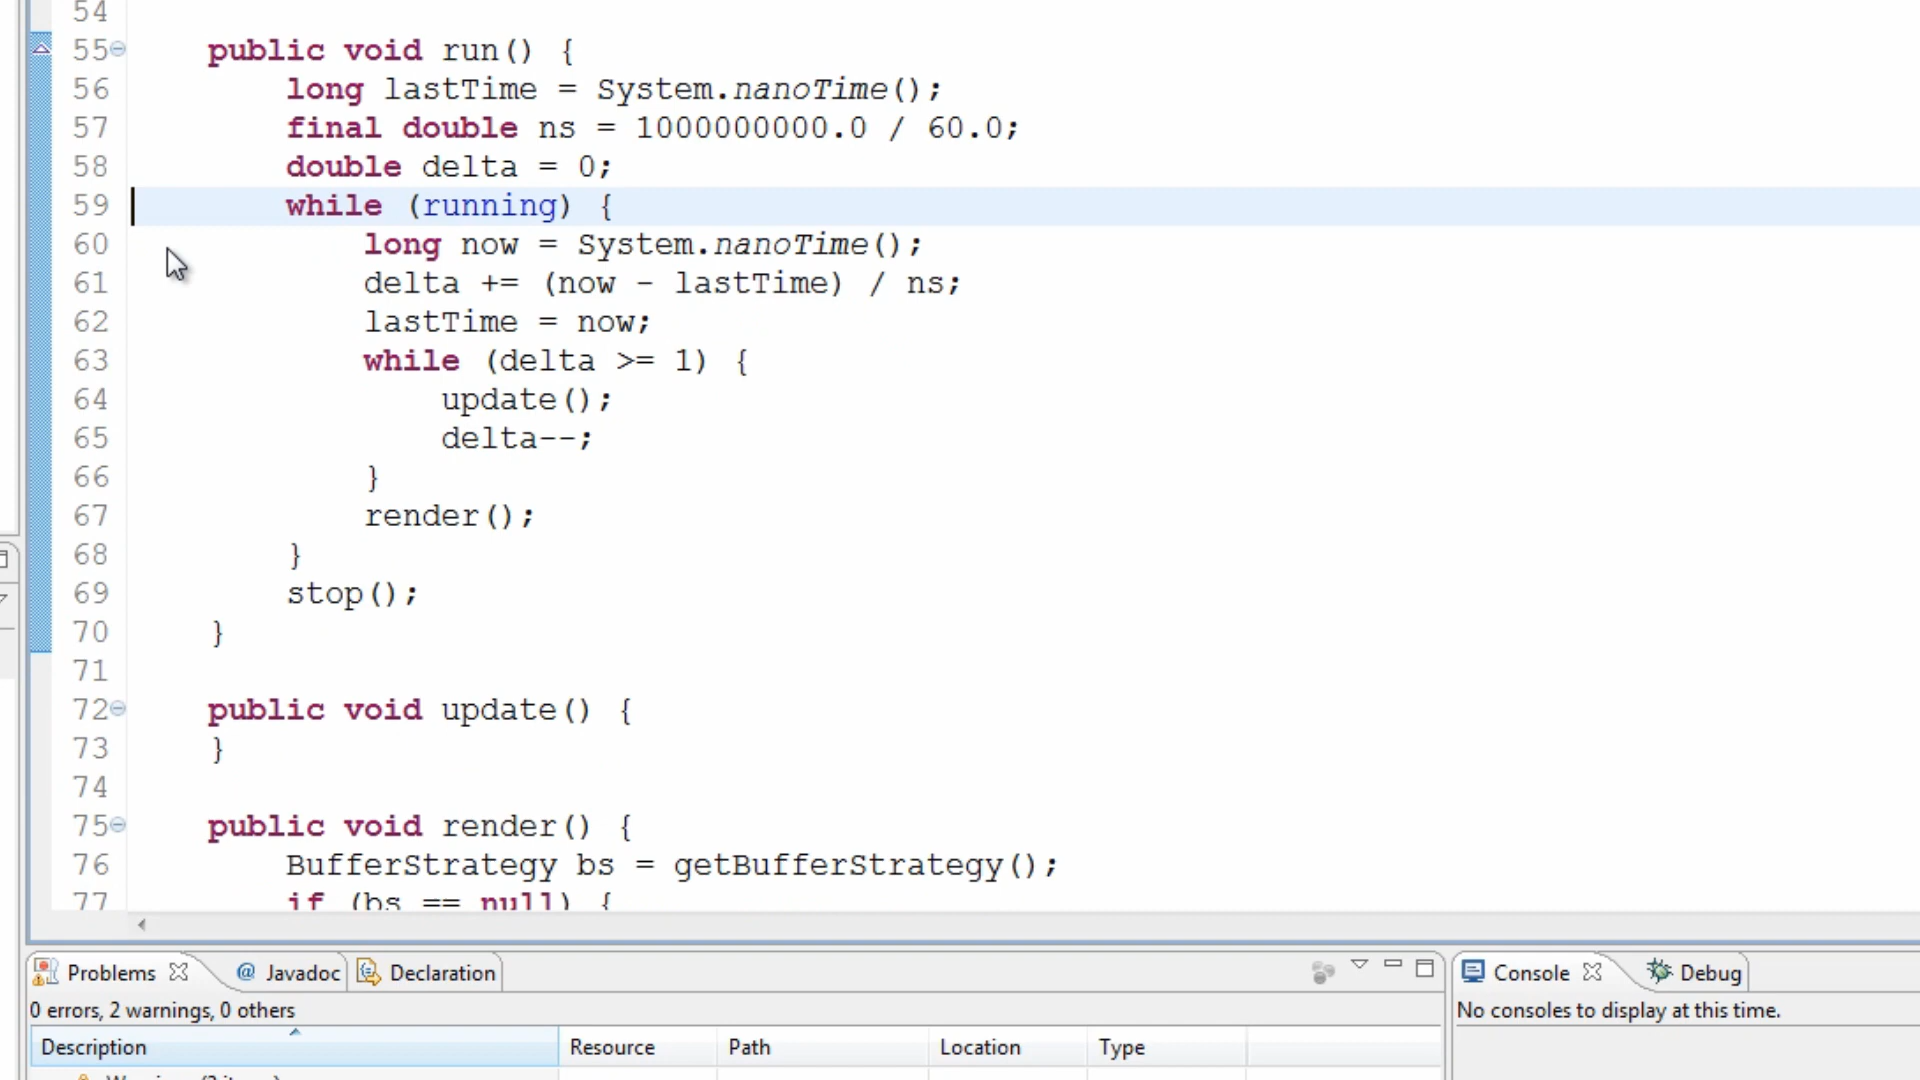 54
55 public void run() {
56 long lastTime = System.nanoTime();
57 final double ns = 1000000000.0 / 60.0;
58 double delta = 0;
59 while (running) {
60 long now = System.nanoTime();
61 delta += (now - lastTime) / ns;
62 lastTime = now;
63 while (delta >= 1) {
64 update();
65 delta--;
66 }
67 render();
68 }
69 stop();
70 }
71
72 public void update() {
73 }
74
75 public void render() {
76 BufferStrategy bs = getBufferStrategy();
77 if (bs == null) {
Problems @ Javadoc Declaration
Console Debug
0 errors, 2 warnings, 0 others
No consoles to display at this time.
Description Resource Path Location Type